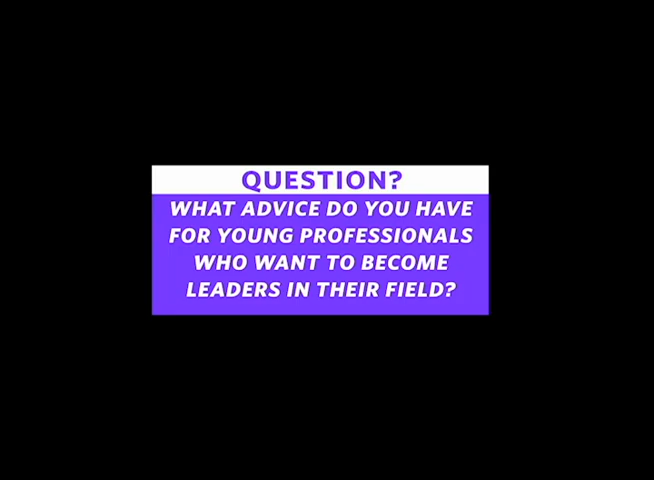 QUESTION?
WHAT ADVICE DO YOU HAVE
FOR YOUNG PROFESSIONALS
WHO WANT TO BECOME
LEADERS IN THEIR FIELD?